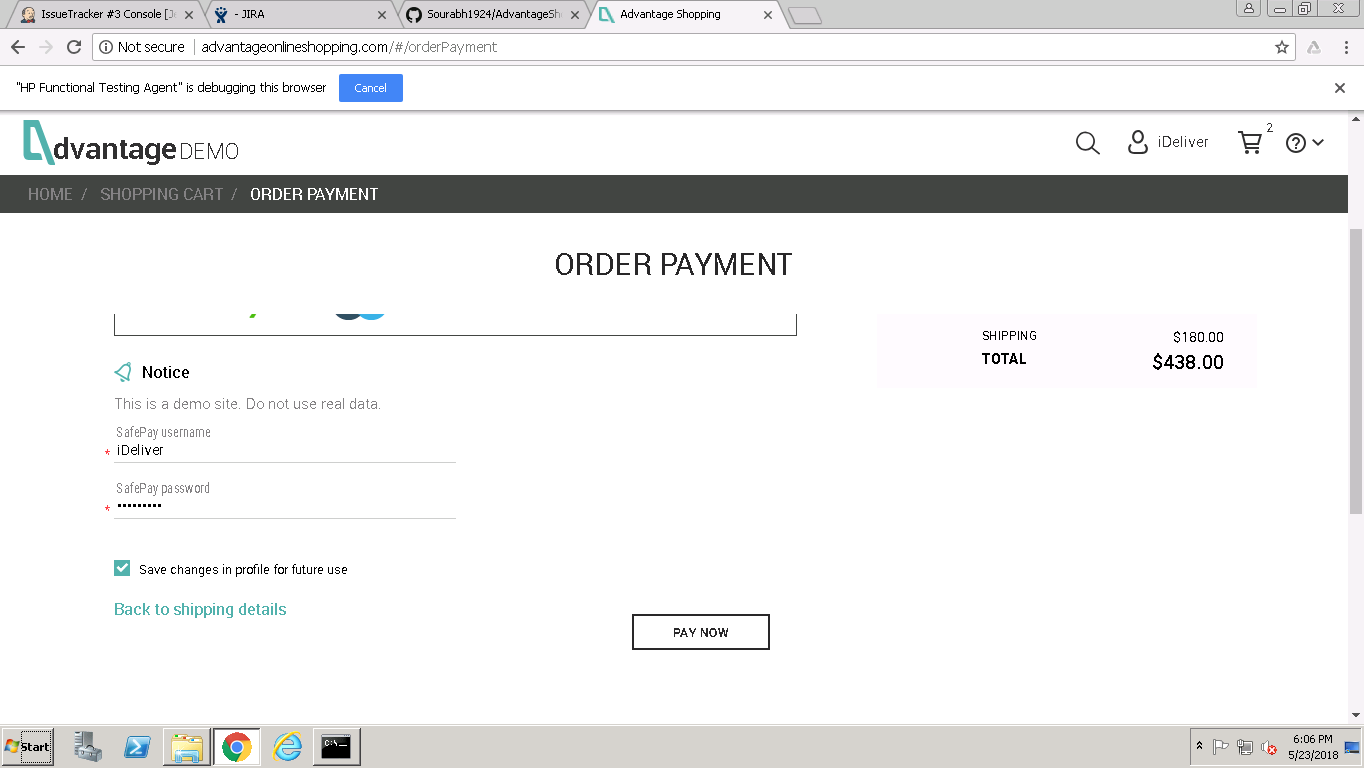 IssueTracker #3 Console [Je
- JIRA
Sourabh1924/AdvantageSh
Advantage Shopping
Not secure
advantageonlineshopping.com/#/orderPayment
"HP Functional Testing Agent" is debugging this browser
Cancel
dvantage DEMO
iDeliver
2
HOME / SHOPPING CART / ORDER PAYMENT
ORDER PAYMENT
SHIPPING $180.00
TOTAL $438.00
Notice
This is a demo site. Do not use real data.
SafePay username
* iDeliver
SafePay password
* •••••••••
Save changes in profile for future use
Back to shipping details
PAY NOW
Start
C:\_
6:06 PM
5/23/2018